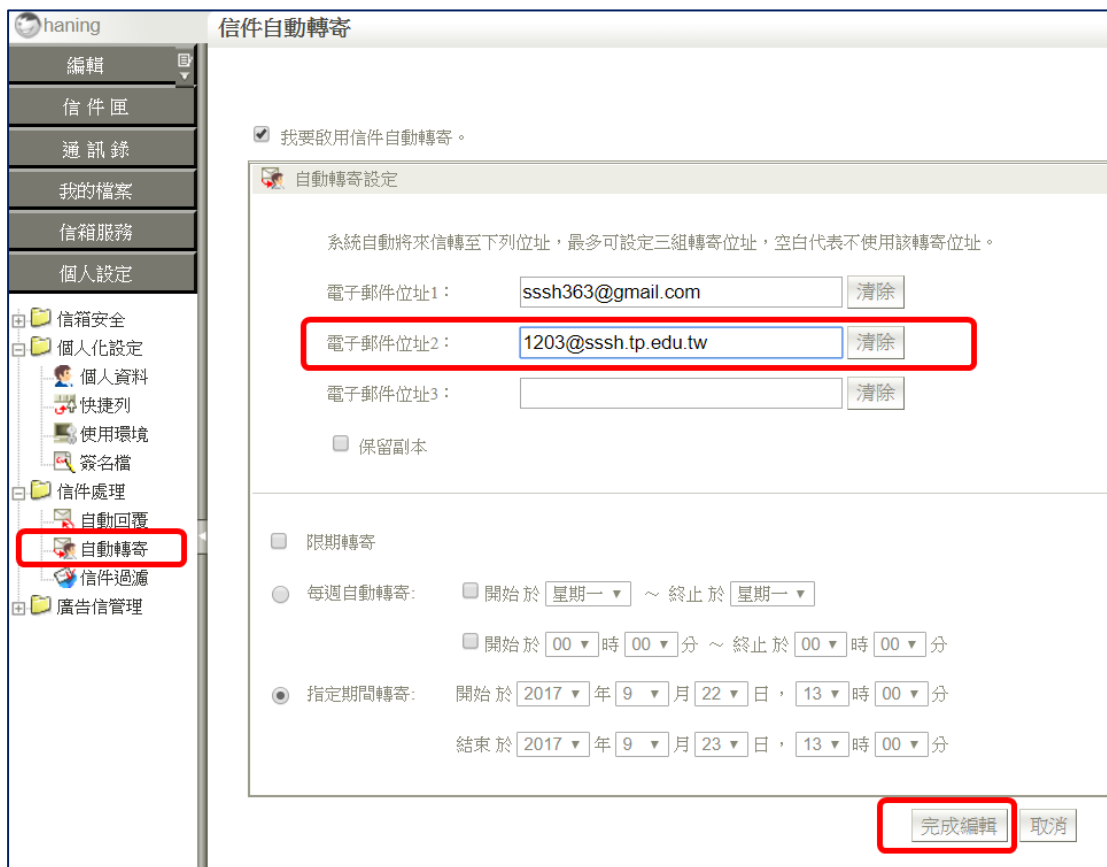 haning
編輯
信件匣
通訊錄
我的檔案
信箱服務
個人設定
信箱安全
個人化設定
個人資料
快捷列
使用環境
簽名檔
信件處理
自動回覆
自動轉寄
信件過濾
廣告信管理
信件自動轉寄
我要啟用信件自動轉寄。
自動轉寄設定
系統自動將來信轉至下列位址，最多可設定三組轉寄位址，空白代表不使用該轉寄位址。
電子郵件位址1： sssh363@gmail.com 清除
電子郵件位址2： 1203@sssh.tp.edu.tw 清除
電子郵件位址3： 清除
保留副本
限期轉寄
每週自動轉寄: 開始於 星期一 ～ 終止於 星期一
開始於 00 時 00 分 ～ 終止於 00 時 00 分
指定期間轉寄: 開始於 2017 年 9 月 22 日， 13 時 00 分
結束於 2017 年 9 月 23 日， 13 時 00 分
完成編輯 取消